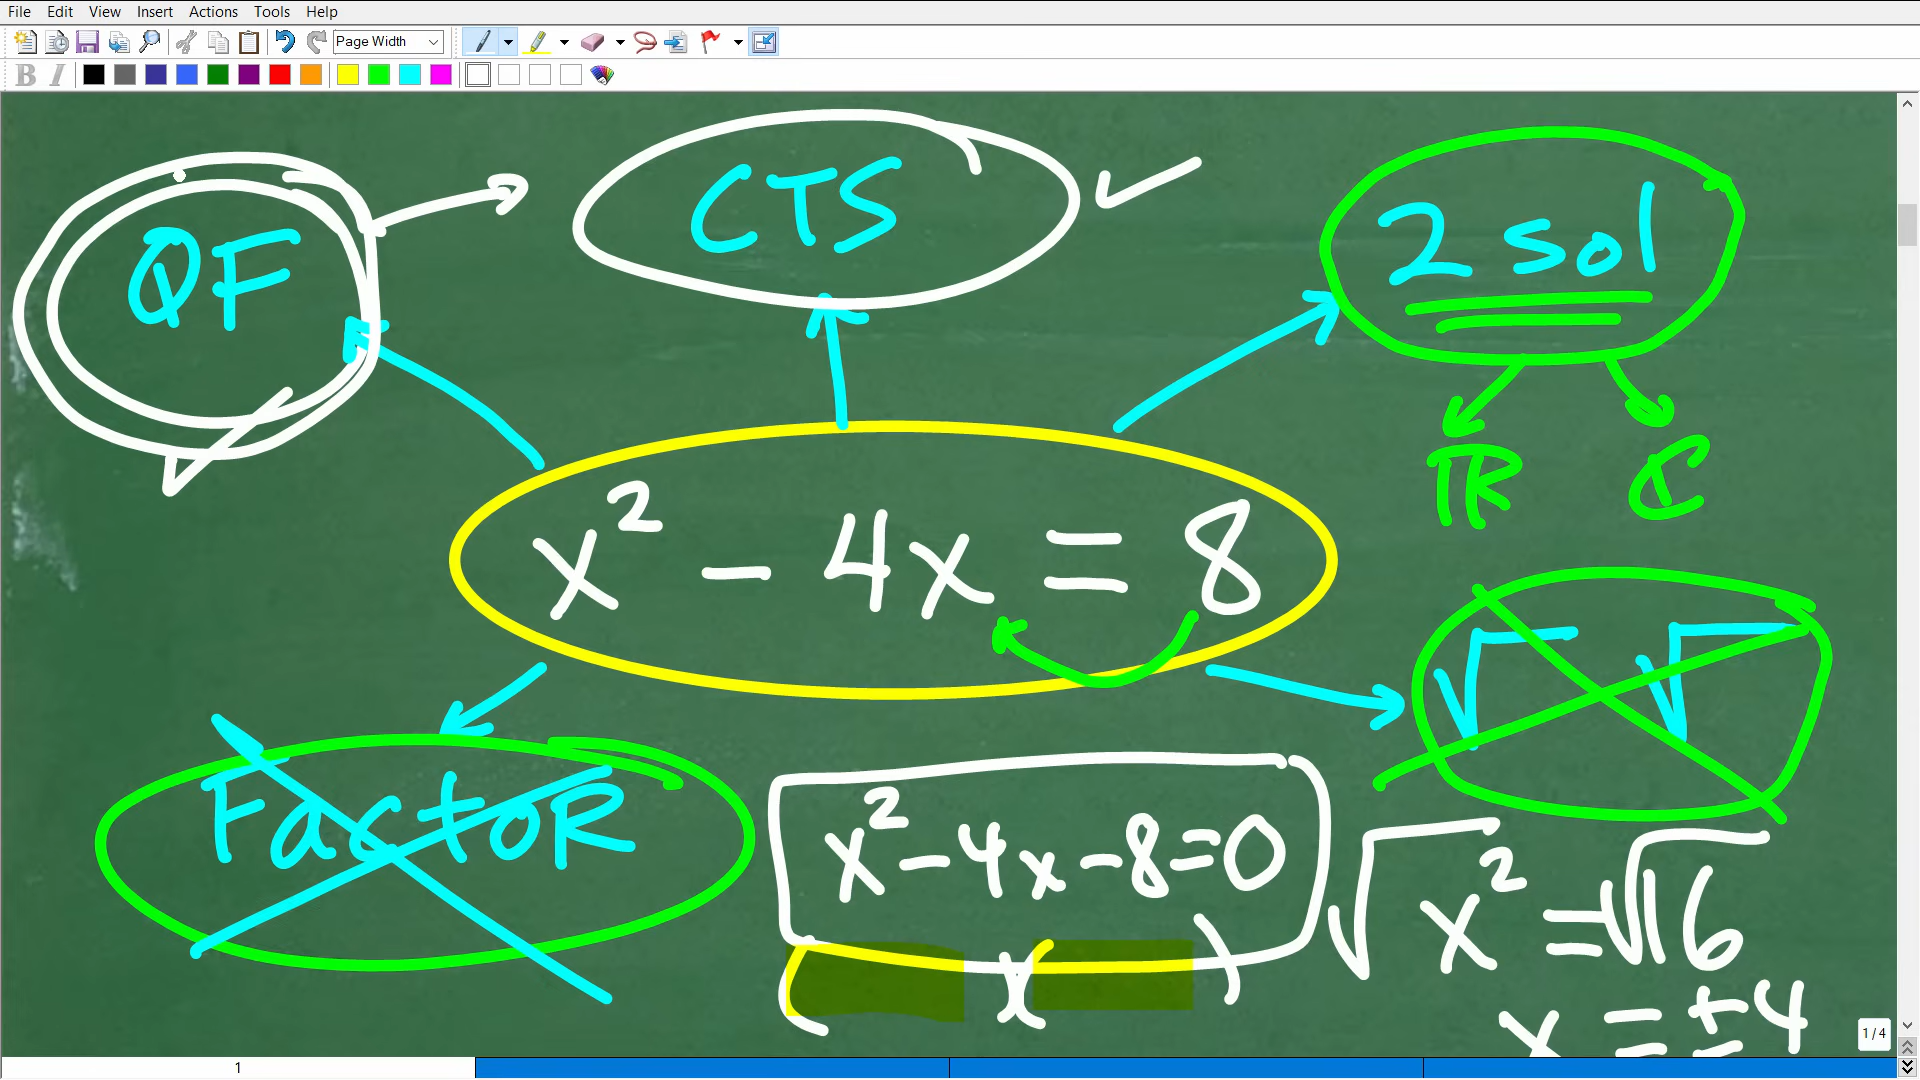 File Edit View Insert Actions Tools Help
Page Width
B I
QF
CTS
2 sol
ℝ ℂ
x² - 4x = 8
√ √
FactoR
x² - 4x - 8 = 0
( )( )
√x² = √16
x = ±4
1 / 4
1